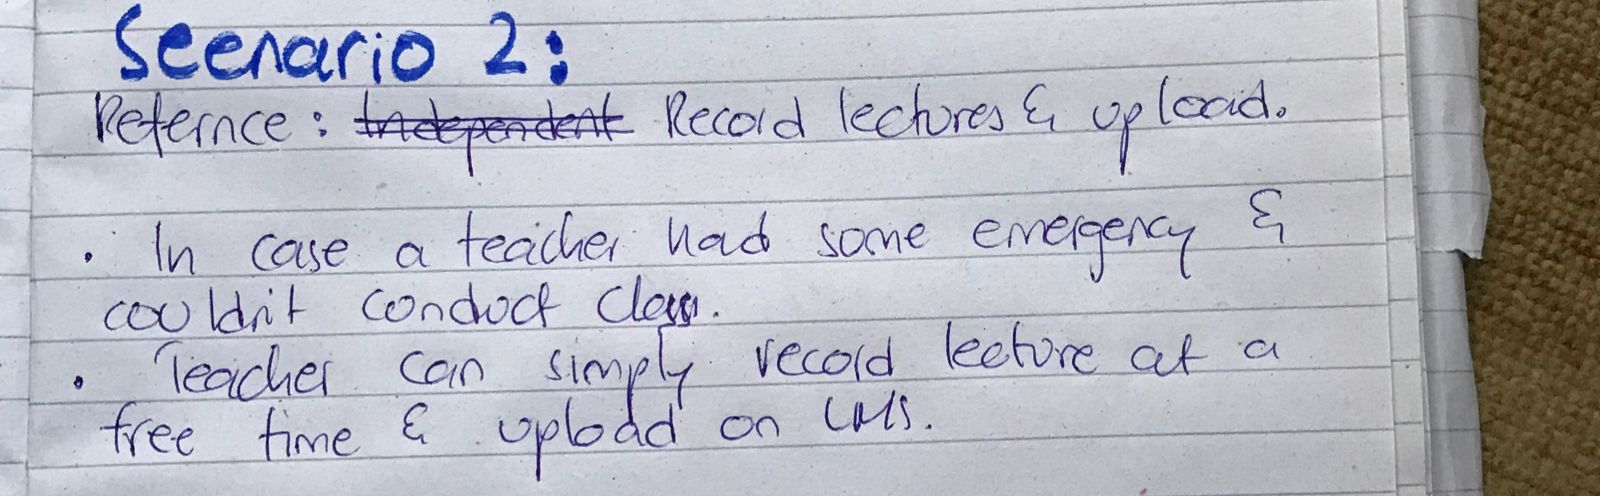 Scenario 2:
Refernce: Independent Record lectures & upload.
. In case a teacher had some emergency &
couldn't conduct class.
. Teacher can simply record lecture at a
free time & upload on LMS.